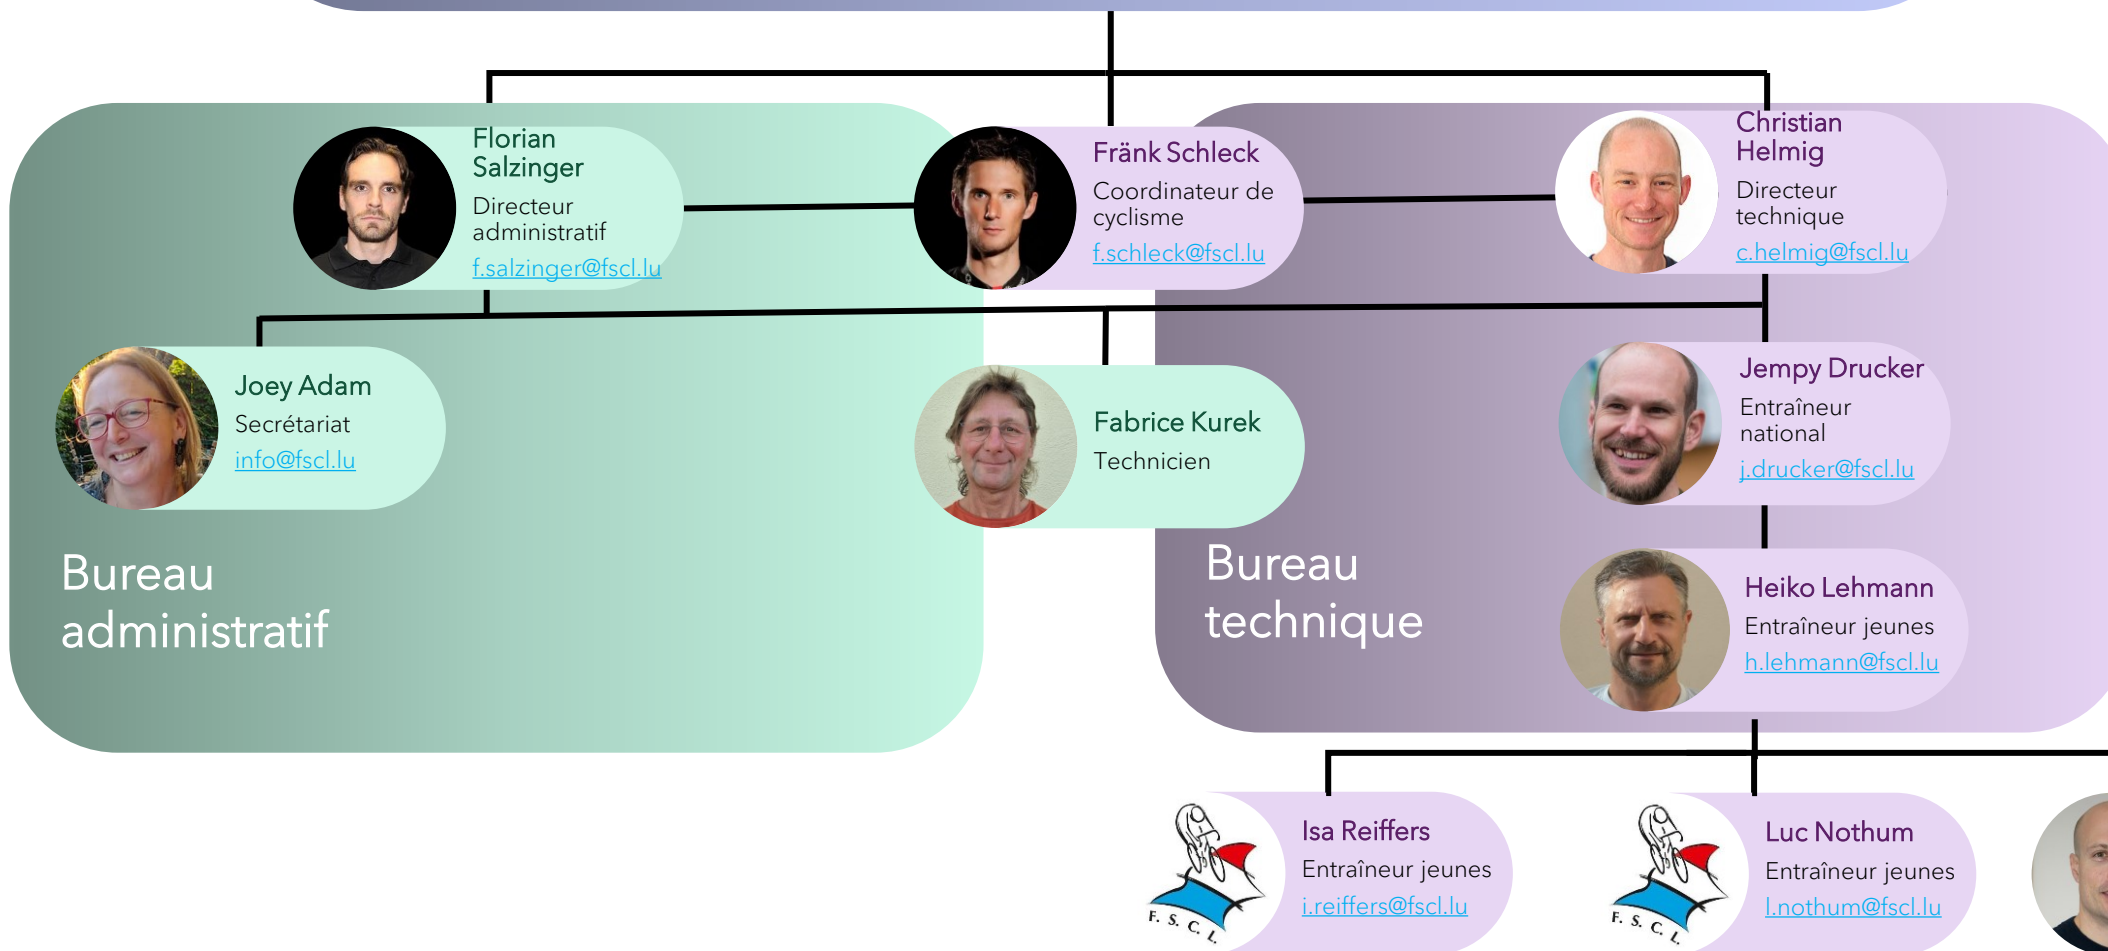 Florian
Salzinger
Directeur
administratif
f.salzinger@fscl.lu
Fränk Schleck
Coordinateur de
cyclisme
f.schleck@fscl.lu
Christian
Helmig
Directeur
technique
c.helmig@fscl.lu
Joey Adam
Secrétariat
info@fscl.lu
Fabrice Kurek
Technicien
Jempy Drucker
Entraîneur
national
j.drucker@fscl.lu
Bureau
administratif
Bureau
technique
Heiko Lehmann
Entraîneur jeunes
h.lehmann@fscl.lu
Isa Reiffers
Entraîneur jeunes
i.reiffers@fscl.lu
F. S. C. L.
Luc Nothum
Entraîneur jeunes
l.nothum@fscl.lu
F. S. C. L.